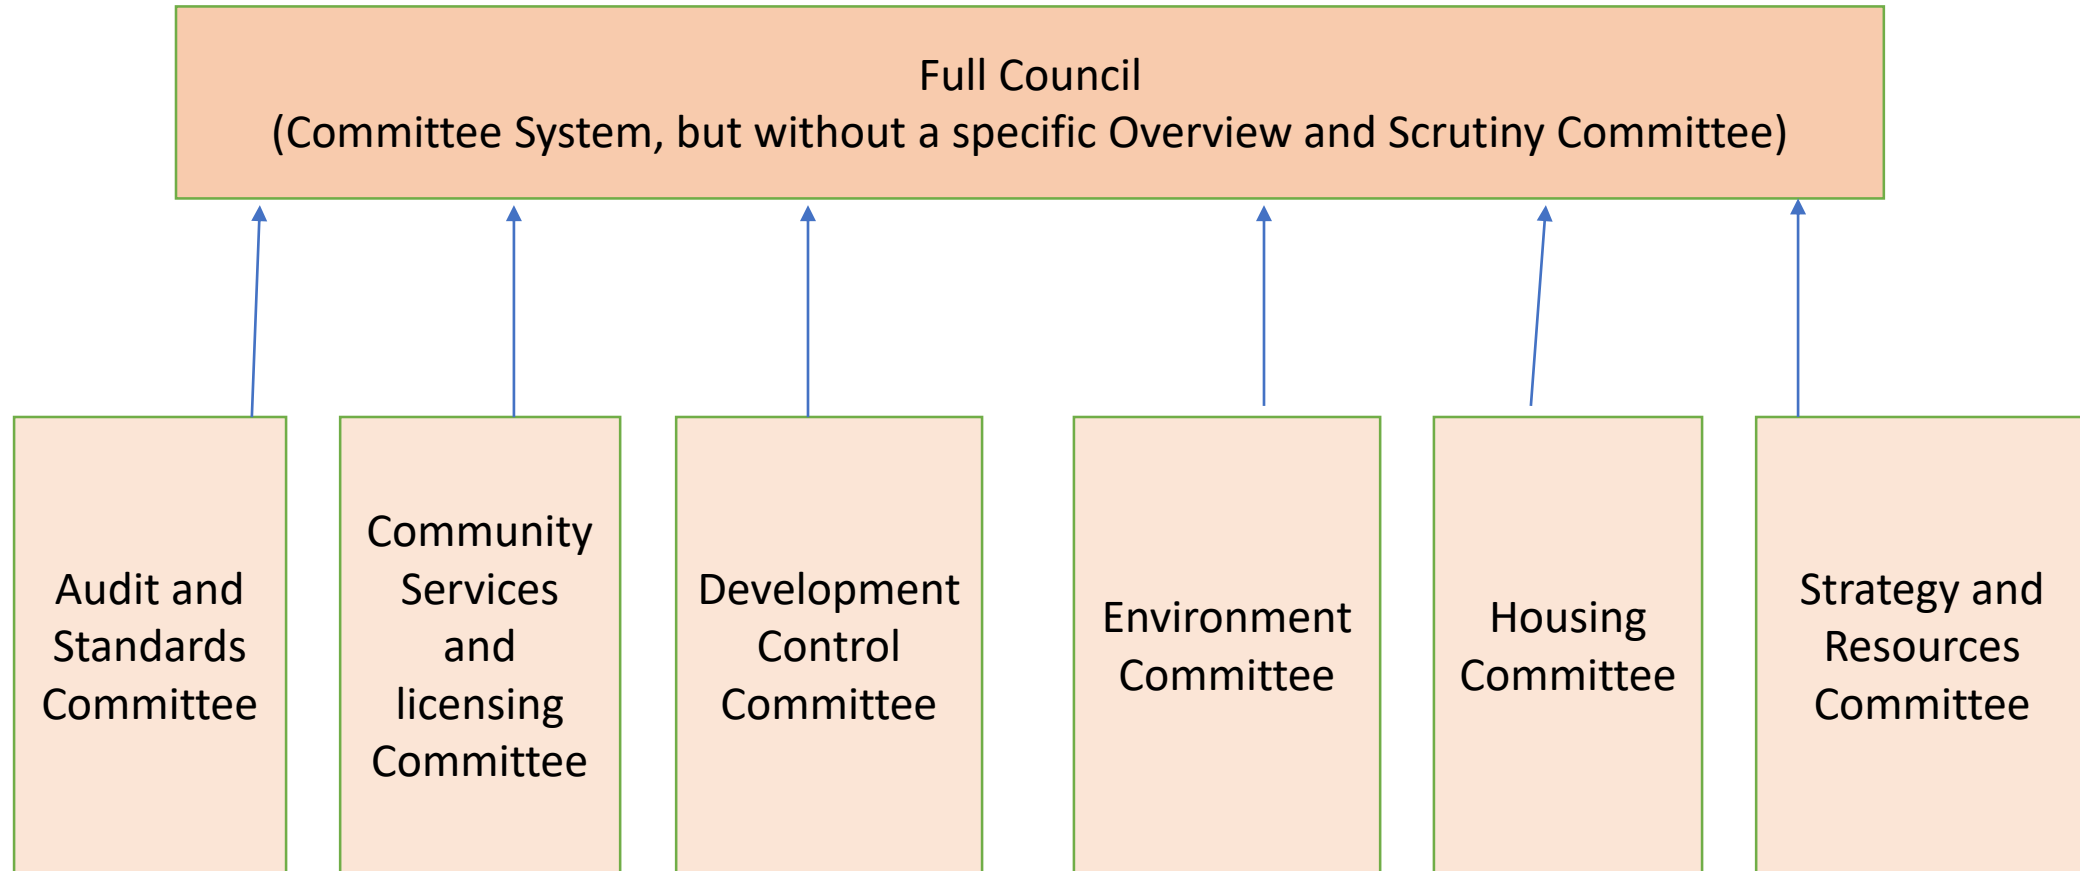 Full Council
(Committee System, but without a specific Overview and Scrutiny Committee)
Audit and
Standards
Committee
Community
Services
and
licensing
Committee
Development
Control
Committee
Environment
Committee
Housing
Committee
Strategy and
Resources
Committee